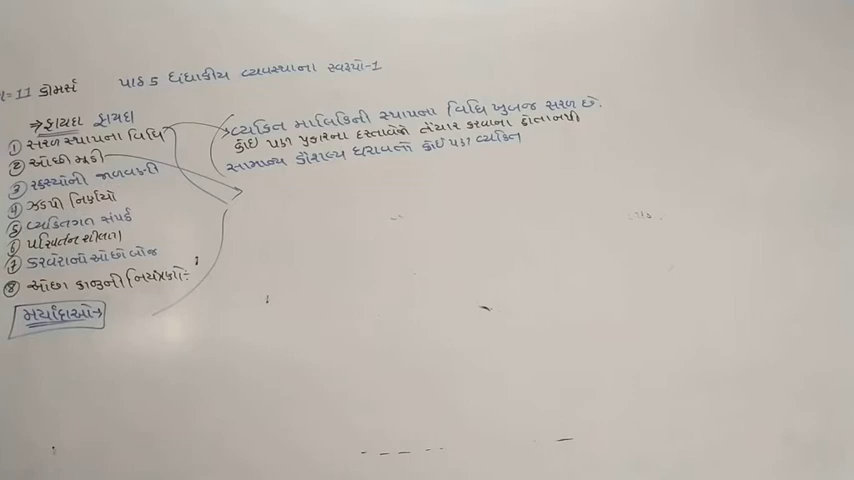 11 કોમર્સ પાઠ 5 ધંધાકીય વ્યવસ્થાના સ્વરૂપો-1
⇒ ફાયદા ફાયદા
① સરળ સ્થાપના વિધિ
② ઓછી મૂડી
③ રહસ્યોની જાળવણી
④ ઝડપી નિર્ણયો
⑤ વ્યક્તિગત સંપર્ક
⑥ પરિવર્તનશીલતા
⑦ કરવેરાનો ઓછો બોજ
⑧ ઓછા કાનુની નિયંત્રણો:-
મર્યાદાઓ→
વ્યકિત માલિકિની સ્થાપના વિધિ ખુબજ સરળ છે.
કોઇ પણ પ્રકારના દસ્તાવેજો તૈયાર કરવાના હોતા નથી
સામાન્ય કૌશલ્ય ધરાવતો કોઇ પણ વ્યકિત